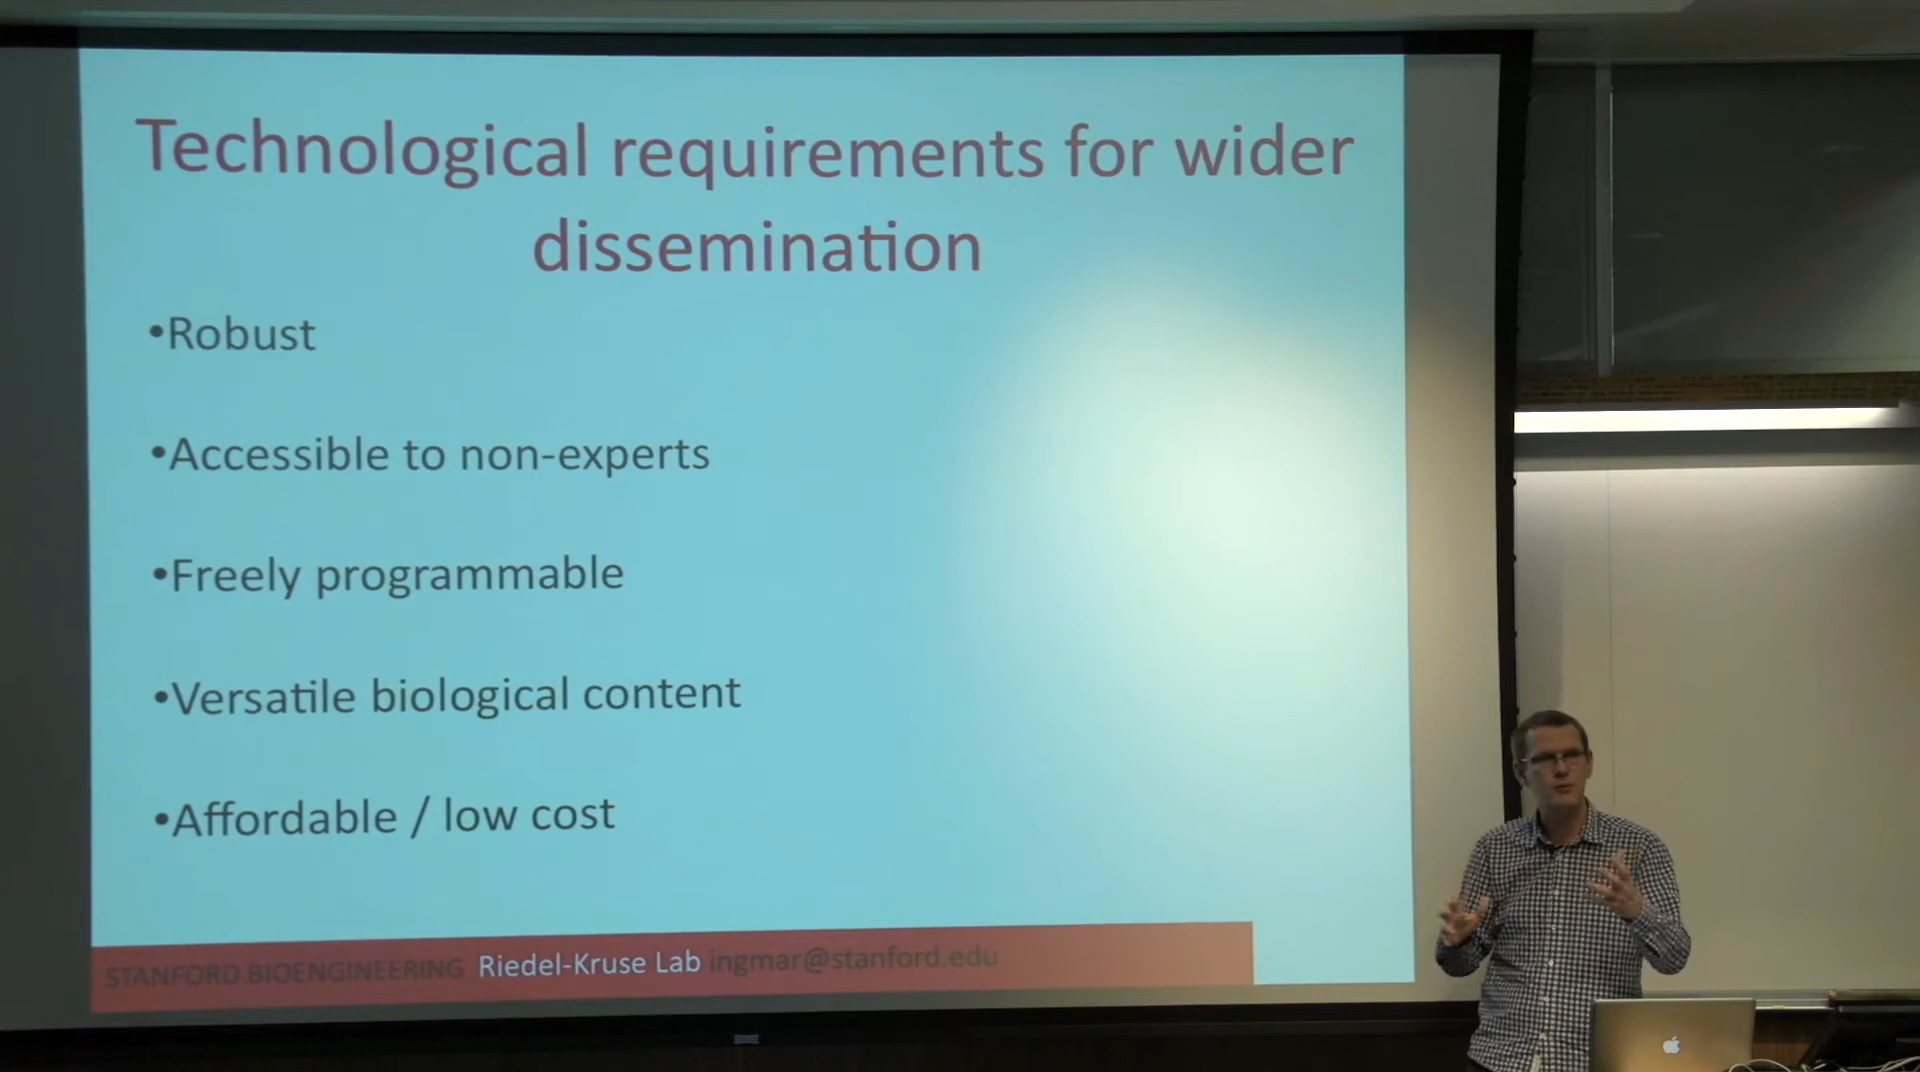 Technological requirements for wider
dissemination
•Robust
•Accessible to non-experts
•Freely programmable
•Versatile biological content
•Affordable / low cost
STANFORD BIOENGINEERING Riedel-Kruse Lab ingmar@stanford.edu